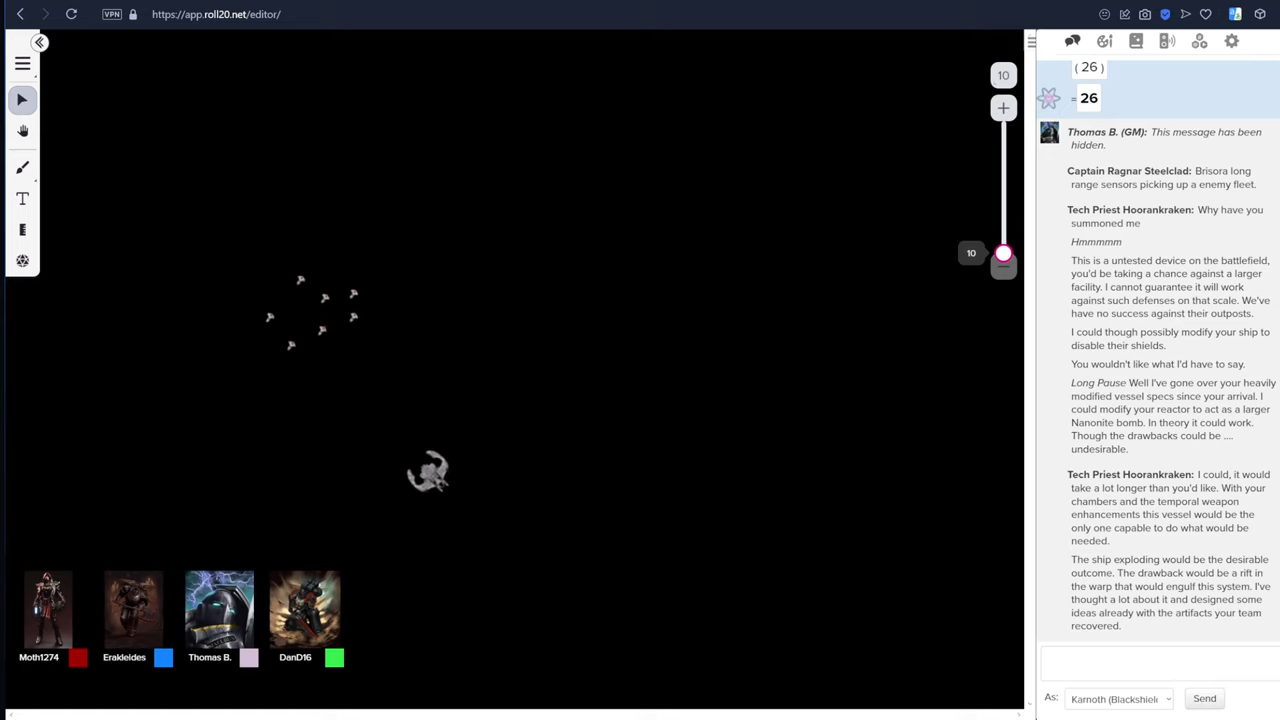 VPN
https://app.roll20.net/editor/
10
10
T
( 26 )
= 26
Thomas B. (GM): This message has been
hidden.
Captain Ragnar Steelclad: Brisora long
range sensors picking up a enemy fleet.
Tech Priest Hoorankraken: Why have you
summoned me
Hmmmmm
This is a untested device on the battlefield,
you'd be taking a chance against a larger
facility. I cannot guarantee it will work
against such defenses on that scale. We've
have no success against their outposts.
I could though possibly modify your ship to
disable their shields.
You wouldn't like what I'd have to say.
Long Pause Well I've gone over your heavily
modified vessel specs since your arrival. I
could modify your reactor to act as a larger
Nanonite bomb. In theory it could work.
Though the drawbacks could be ....
undesirable.
Tech Priest Hoorankraken: I could, it would
take a lot longer than you'd like. With your
chambers and the temporal weapon
enhancements this vessel would be the
only one capable to do what would be
needed.
The ship exploding would be the desirable
outcome. The drawback would be a rift in
the warp that would engulf this system. I've
thought a lot about it and designed some
ideas already with the artifacts your team
recovered.
Moth1274
Erakleides
Thomas B.
DanD16
As:
Karnoth (Blackshiel
Send